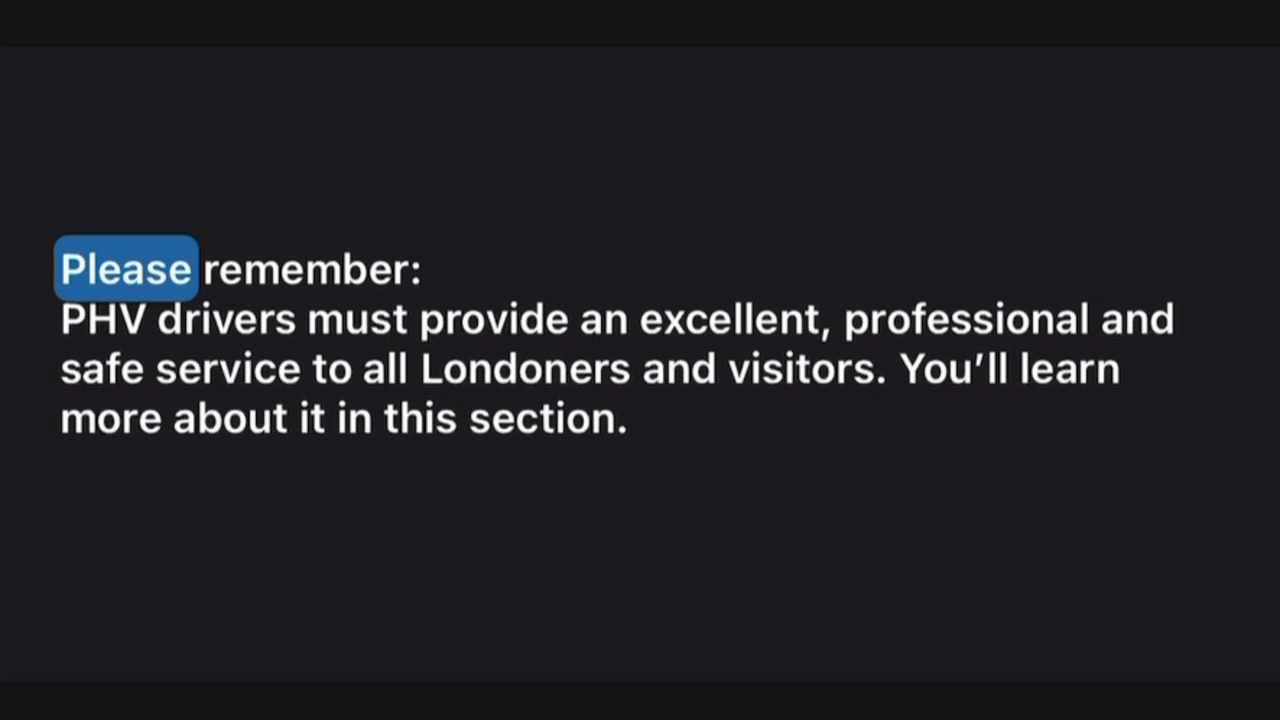 Please remember:
PHV drivers must provide an excellent, professional and
safe service to all Londoners and visitors. You’ll learn
more about it in this section.